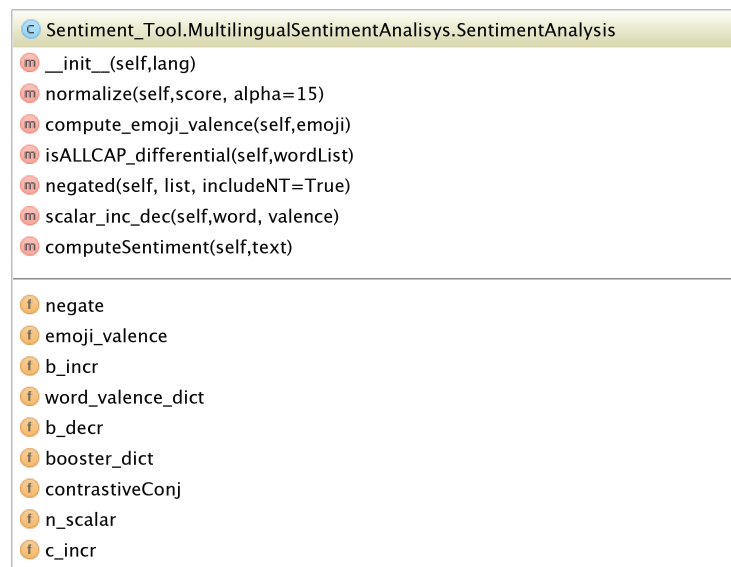 C Sentiment_Tool.MultilingualSentimentAnalisys.SentimentAnalysis
m __init__(self,lang)
m normalize(self,score, alpha=15)
m compute_emoji_valence(self,emoji)
m isALLCAP_differential(self,wordList)
m negated(self, list, includeNT=True)
m scalar_inc_dec(self,word, valence)
m computeSentiment(self,text)
f negate
f emoji_valence
f b_incr
f word_valence_dict
f b_decr
f booster_dict
f contrastiveConj
f n_scalar
f c_incr